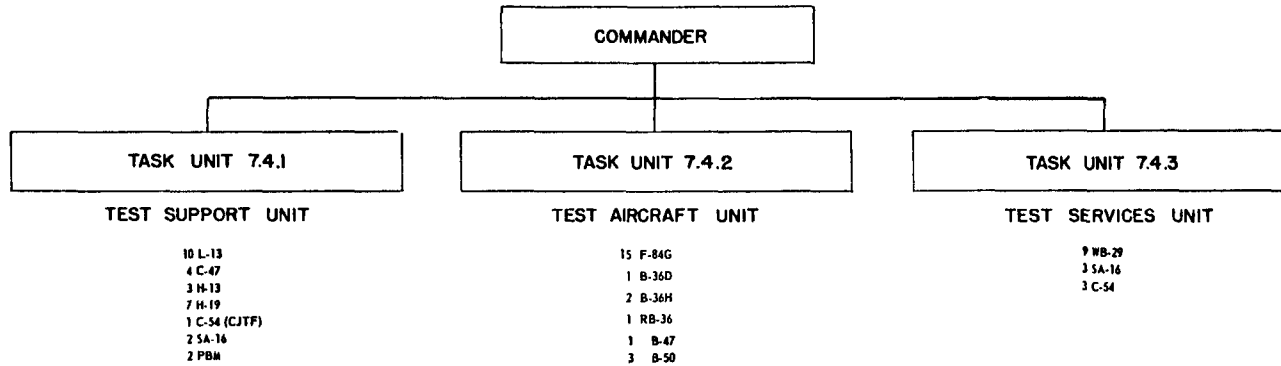 COMMANDER
TASK UNIT 7.4.1
TEST SUPPORT UNIT
10 L-13
4 C-47
3 H-13
7 H-19
1 C-54 (CJTF)
2 SA-16
2 PBM
TASK UNIT 7.4.2
TEST AIRCRAFT UNIT
15 F-84G
1 B-36D
2 B-36H
1 RB-36
1 B-47
3 B-50
TASK UNIT 7.4.3
TEST SERVICES UNIT
9 WB-29
3 SA-16
3 C-54